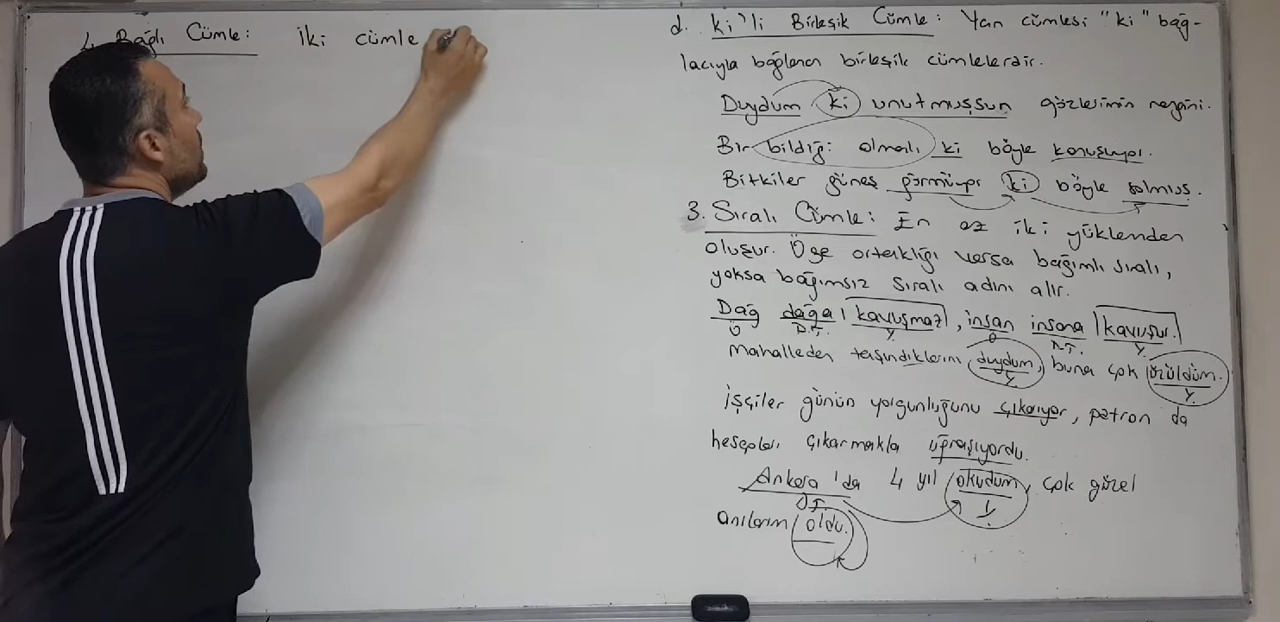 4. Bağlı Cümle: İki cümle
d. ki'li Birleşik Cümle: Yan cümlesi "ki" bağ-
lacıyla bağlanan birleşik cümlelerdir.
Duydum ki unutmuşsun gözlerimin rengini.
Bir bildiği olmalı ki böyle konuşuyor.
Bitkiler güneş görmüyor ki böyle solmuş.
3. Sıralı Cümle: En az iki yüklemden
oluşur. Öge ortaklığı varsa bağımlı sıralı,
yoksa bağımsız sıralı adını alır.
Dağ dağa kavuşmaz, insan insana kavuşur.
Ö D.T. Y. Ö D.T. Y.
Mahalleden taşındıklarını duydum, buna çok üzüldüm.
Y Y.
İşçiler günün yorgunluğunu çıkarıyor, patron da
hesapları çıkarmakla uğraşıyordu.
Ankara'da 4 yıl okudum, çok güzel
Y.
anılarım oldu.